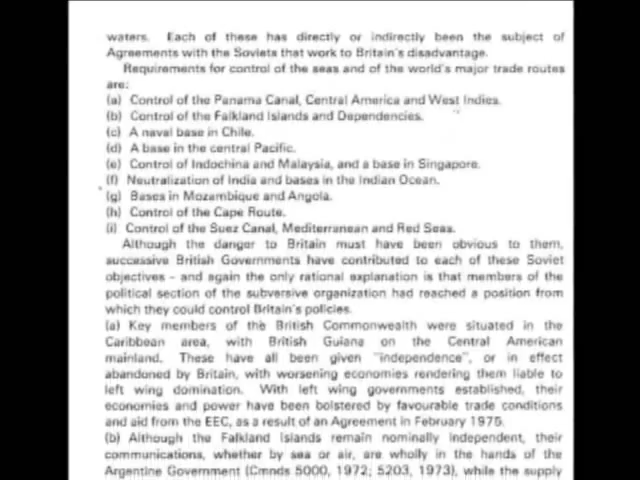 waters. Each of these has directly or indirectly been the subject of
Agreements with the Soviets that work to Britain's disadvantage.
Requirements for control of the seas and of the world's major trade routes
are:
(a) Control of the Panama Canal, Central America and West Indies.
(b) Control of the Falkland Islands and Dependencies.
(c) A naval base in Chile.
(d) A base in the central Pacific.
(e) Control of Indochina and Malaysia, and a base in Singapore.
(f) Neutralization of India and bases in the Indian Ocean.
(g) Bases in Mozambique and Angola.
(h) Control of the Cape Route.
(i) Control of the Suez Canal, Mediterranean and Red Seas.
Although the danger to Britain must have been obvious to them,
successive British Governments have contributed to each of these Soviet
objectives – and again the only rational explanation is that members of the
political section of the subversive organization had reached a position from
which they could control Britain's policies.
(a) Key members of the British Commonwealth were situated in the
Caribbean area, with British Guiana on the Central American
mainland. These have all been given "independence", or in effect
abandoned by Britain, with worsening economies rendering them liable to
left wing domination. With left wing governments established, their
economies and power have been bolstered by favourable trade conditions
and aid from the EEC, as a result of an Agreement in February 1975.
(b) Although the Falkland Islands remain nominally independent, their
communications, whether by sea or air, are wholly in the hands of the
Argentine Government (Cmnds 5000, 1972; 5203, 1973), while the supply